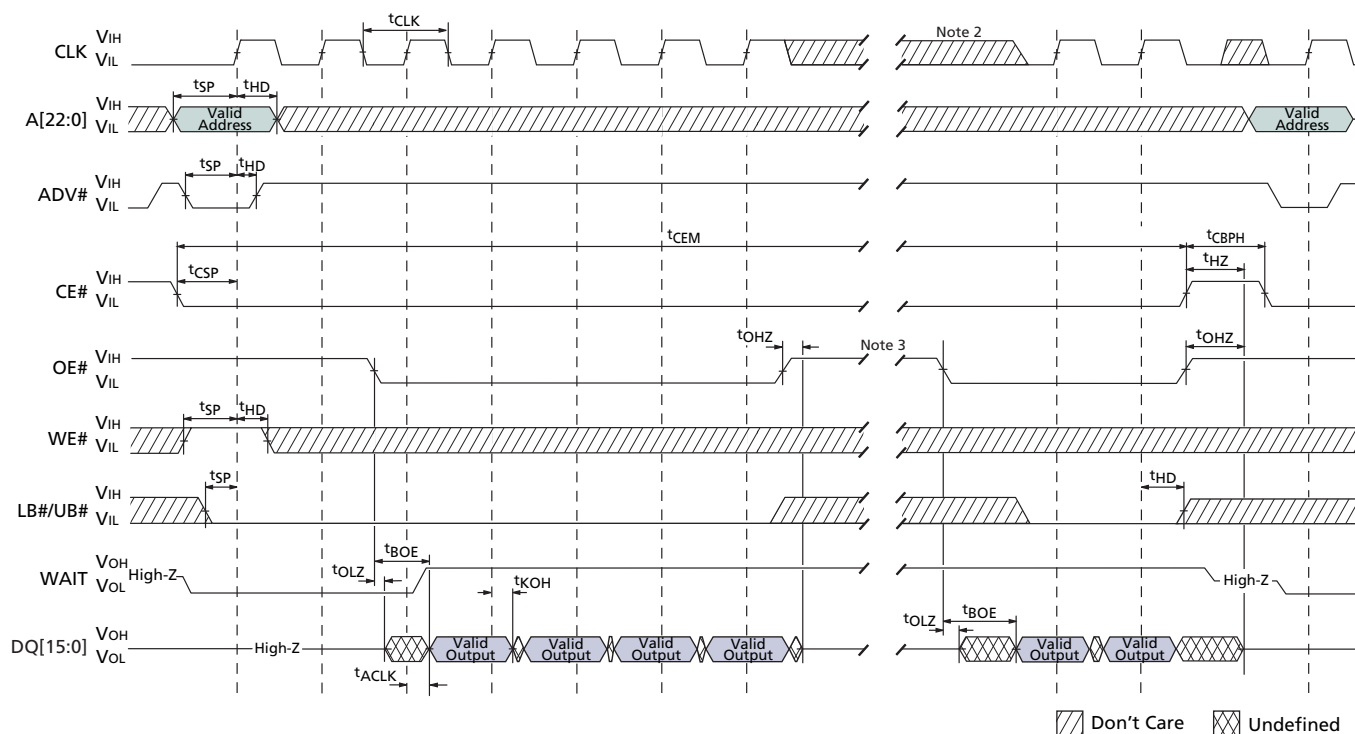 tCLK
Note 2
CLK VIH
VIL
tSP tHD
A[22:0] VIH
VIL
Valid
Address
Valid
Address
tSP tHD
ADV# VIH
VIL
tCEM tCBPH
tCSP tHZ
CE# VIH
VIL
tOHZ Note 3 tOHZ
OE# VIH
VIL
tSP tHD
WE# VIH
VIL
tSP tHD
LB#/UB# VIH
VIL
tBOE
tOLZ tKOH
WAIT VOH
VOL
High-Z
High-Z
tOLZ tBOE
DQ[15:0] VOH
VOL
High-Z
Valid
Output
Valid
Output
Valid
Output
Valid
Output
Valid
Output
Valid
Output
tACLK
Don't Care Undefined